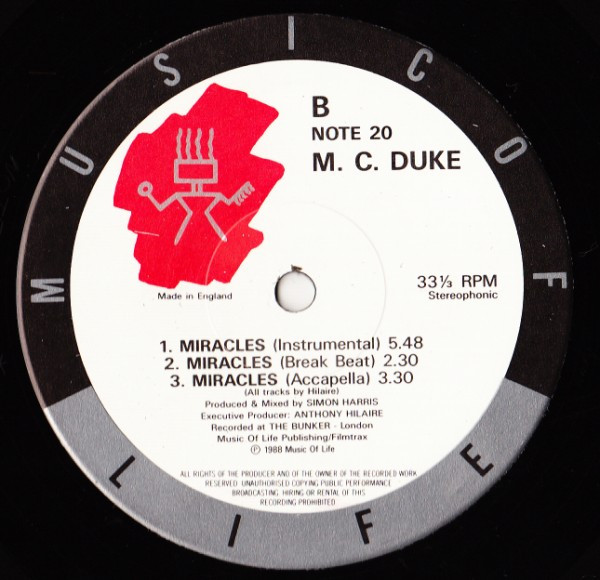 MUSIC OF LIFE
B
NOTE 20
M. C. DUKE
Made in England
33⅓ RPM
Stereophonic
1. MIRACLES (Instrumental) 5.48
2. MIRACLES (Break Beat) 2.30
3. MIRACLES (Accapella) 3.30
(All tracks by Hilaire)
Produced & Mixed by SIMON HARRIS
Executive Producer: ANTHONY HILAIRE
Recorded at THE BUNKER - London
Music Of Life Publishing/Filmtrax
℗ 1988 Music Of Life
ALL RIGHTS OF THE PRODUCER AND OF THE OWNER OF THE RECORDED WORK
RESERVED. UNAUTHORISED COPYING PUBLIC PERFORMANCE
BROADCASTING. HIRING OR RENTAL OF THIS
RECORDING PROHIBITED